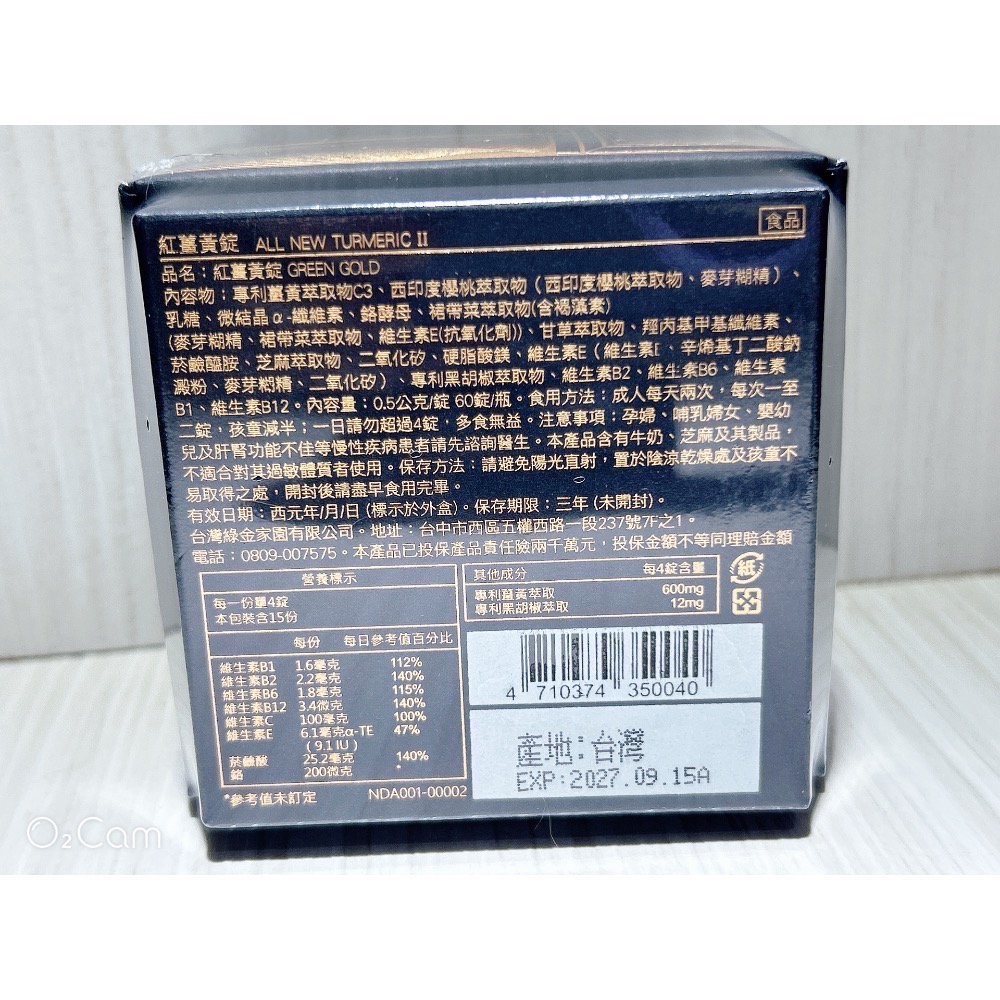 食品
紅薑黃錠 ALL NEW TURMERIC II
品名：紅薑黃錠 GREEN GOLD
內容物：專利薑黃萃取物C3、西印度櫻桃萃取物（西印度櫻桃萃取物、麥芽糊精）、
乳糖、微結晶α-纖維素、鉻酵母、裙帶菜萃取物(含褐藻素)
(麥芽糊精、裙帶菜萃取物、維生素E(抗氧化劑))、甘草萃取物、羥丙基甲基纖維素、
菸鹼醯胺、芝麻萃取物、二氧化矽、硬脂酸鎂、維生素E（維生素E、辛烯基丁二酸鈉
澱粉、麥芽糊精、二氧化矽）、專利黑胡椒萃取物、維生素B2、維生素B6、維生素
B1、維生素B12。內容量：0.5公克/錠 60錠/瓶。食用方法：成人每天兩次，每次一至
二錠，孩童減半；一日請勿超過4錠，多食無益。注意事項：孕婦、哺乳婦女、嬰幼
兒及肝腎功能不佳等慢性疾病患者請先諮詢醫生。本產品含有牛奶、芝麻及其製品，
不適合對其過敏體質者使用。保存方法：請避免陽光直射，置於陰涼乾燥處及孩童不
易取得之處，開封後請盡早食用完畢。
有效日期：西元年/月/日 (標示於外盒)。保存期限：三年 (未開封)。
台灣綠金家園有限公司。地址：台中市西區五權西路一段237號7F之1。
電話：0809-007575。本產品已投保產品責任險兩千萬元，投保金額不等同理賠金額
營養標示
每一份量4錠
本包裝含15份
每份 每日參考值百分比
維生素B1 1.6毫克 112%
維生素B2 2.2毫克 140%
維生素B6 1.8毫克 115%
維生素B12 3.4微克 140%
維生素C 100毫克 100%
維生素E 6.1毫克α-TE 47%
(9.1 IU)
菸鹼酸 25.2毫克 140%
鉻 200微克 *
*參考值未訂定 NDA001-00002
其他成分 每4錠含量
專利薑黃萃取 600mg
專利黑胡椒萃取 12mg
紙
4 710374 350040
產地:台灣
EXP:2027.09.15A
O2Cam